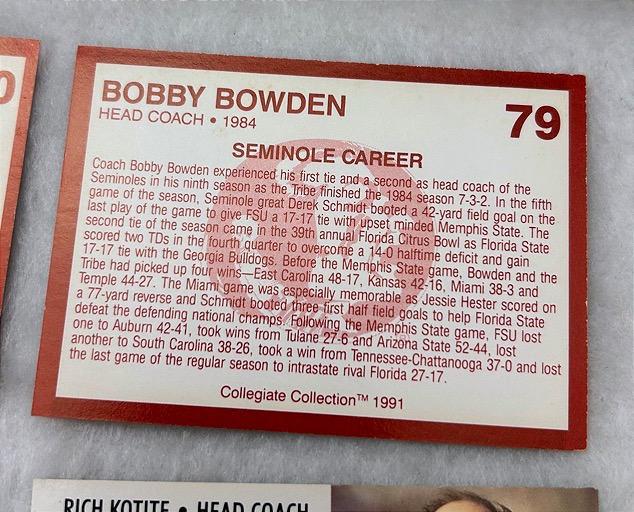 0
BOBBY BOWDEN
79
HEAD COACH • 1984
SEMINOLE CAREER
Coach Bobby Bowden experienced his first tie and a second as head coach of the
Seminoles in his ninth season as the Tribe finished the 1984 season 7-3-2. In the fifth
game of the season, Seminole great Derek Schmidt booted a 42-yard field goal on the
last play of the game to give FSU a 17-17 tie with upset minded Memphis State. The
second tie of the season came in the 39th annual Florida Citrus Bowl as Florida State
scored two TDs in the fourth quarter to overcome a 14-0 halftime deficit and gain
17-17 tie with the Georgia Bulldogs. Before the Memphis State game, Bowden and the
Tribe had picked up four wins—East Carolina 48-17, Kansas 42-16, Miami 38-3 and
Temple 44-27. The Miami game was especially memorable as Jessie Hester scored on
a 77-yard reverse and Schmidt booted three first half field goals to help Florida State
defeat the defending national champs. Following the Memphis State game, FSU lost
one to Auburn 42-41, took wins from Tulane 27-6 and Arizona State 52-44, lost
another to South Carolina 38-26, took a win from Tennessee-Chattanooga 37-0 and lost
the last game of the regular season to intrastate rival Florida 27-17.
Collegiate Collection™ 1991
RICH KOTITE • HEAD COACH